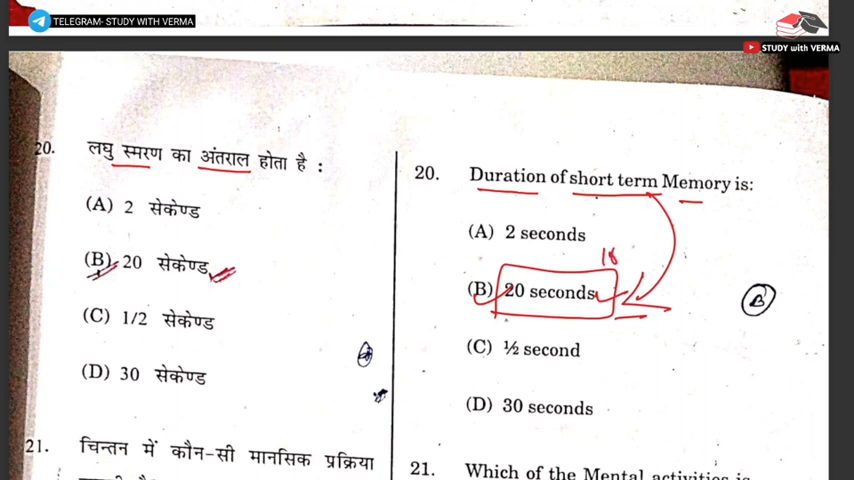 TELEGRAM- STUDY WITH VERMA
STUDY with VERMA
20. लघु स्मरण का अंतराल होता है :
(A) 2 सेकेण्ड
(B) 20 सेकेण्ड
(C) 1/2 सेकेण्ड
(D) 30 सेकेण्ड
21. चिन्तन में कौन-सी मानसिक प्रक्रिया
20. Duration of short term Memory is:
(A) 2 seconds
18
(B) 20 seconds
B
(C) ½ second
(D) 30 seconds
21. Which of the Mental activities is